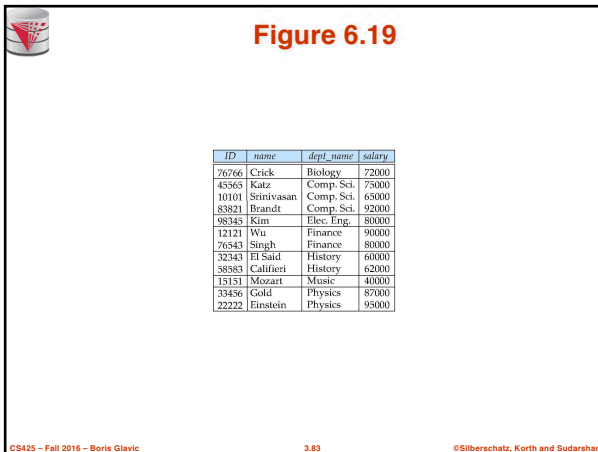 Figure 6.19
ID name dept_name salary
76766 Crick Biology 72000
45565 Katz Comp. Sci. 75000
10101 Srinivasan Comp. Sci. 65000
83821 Brandt Comp. Sci. 92000
98345 Kim Elec. Eng. 80000
12121 Wu Finance 90000
76543 Singh Finance 80000
32343 El Said History 60000
58583 Califieri History 62000
15151 Mozart Music 40000
33456 Gold Physics 87000
22222 Einstein Physics 95000
CS425 – Fall 2016 – Boris Glavic 3.83 ©Silberschatz, Korth and Sudarshan